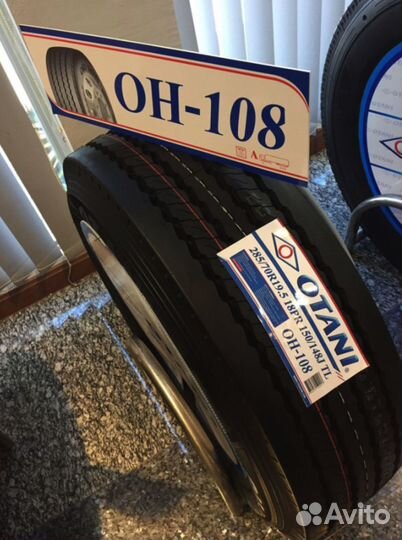 OH-108
A
OTANI
285/70R19.5 18PR 150/148J TL
OH-108
Avito